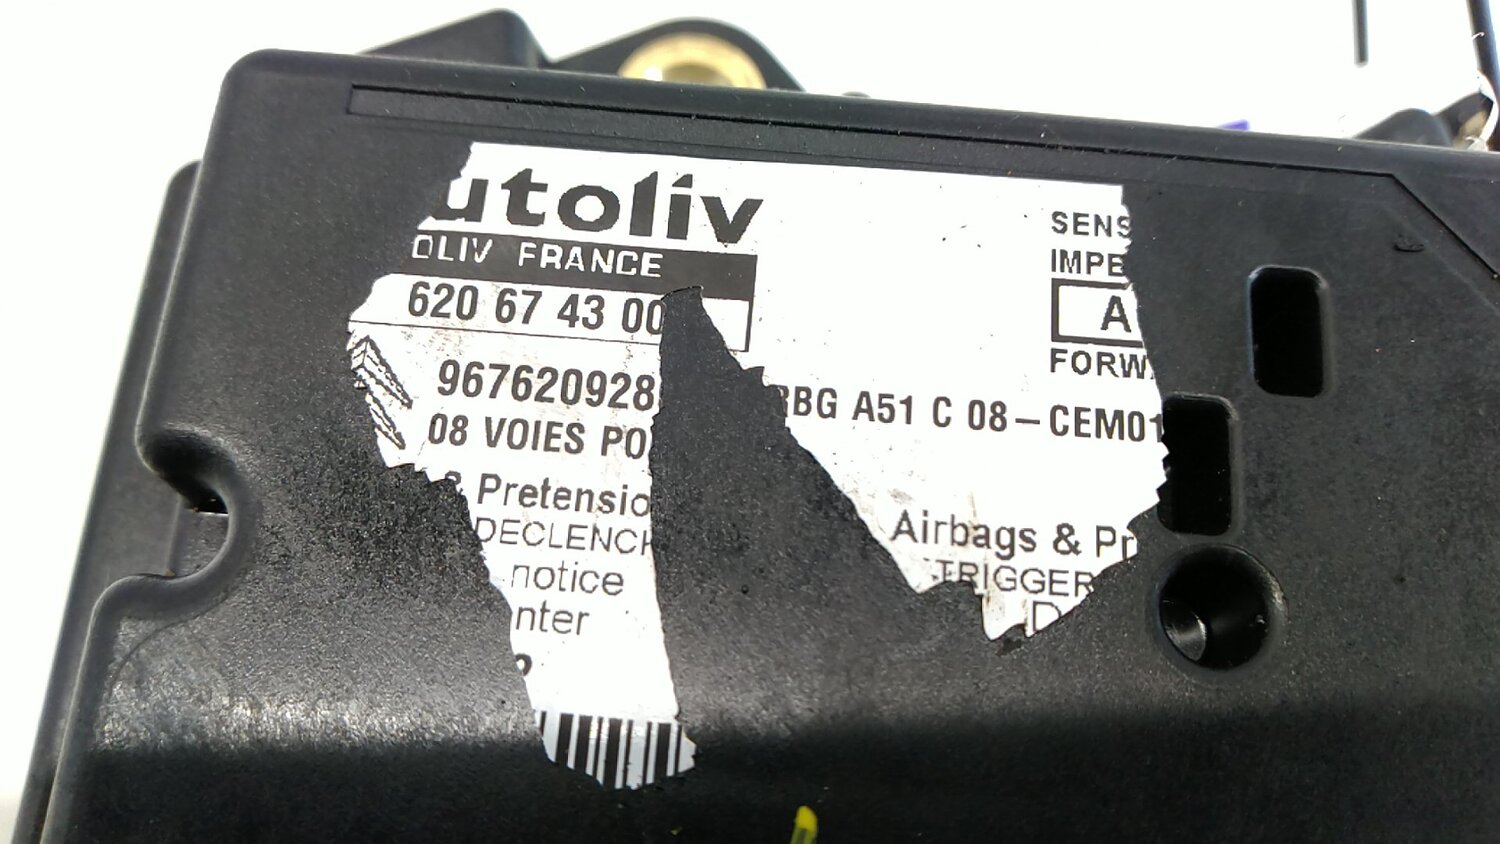 utoliv
OLIV FRANCE
620 67 43 00
SENS
IMPE
A
FORW
967620928
RBG A51 C 08-CEM01
08 VOIES PO
Pretensio
DECLENCH
notice
nter
Airbags & Pr
TRIGGER
D